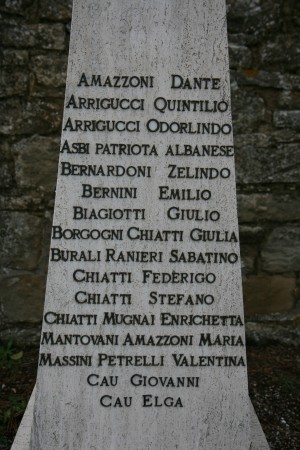 Amazzoni Dante
Arrigucci Quintilio
Arrigucci Odorlindo
Asbi patriota albanese
Bernardoni Zelindo
Bernini Emilio
Biagiotti Giulio
Borgogni Chiatti Giulia
Burali Ranieri Sabatino
Chiatti Federigo
Chiatti Stefano
Chiatti Mugnai Enrichetta
Mantovani Amazzoni Maria
Massini Petrelli Valentina
Cau Giovanni
Cau Elga